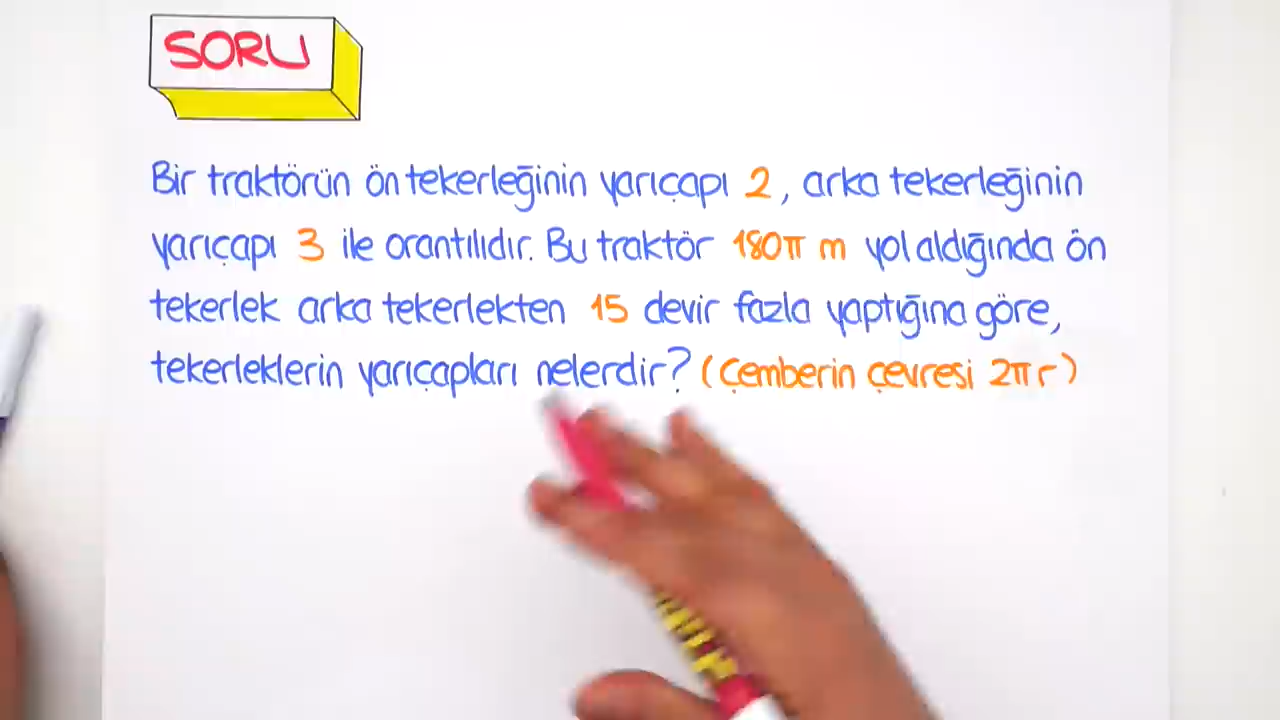 SORU
Bir traktörün ön tekerleğinin yarıçapı 2, arka tekerleğinin
yarıçapı 3 ile orantılıdır. Bu traktör 180π m yol aldığında ön
tekerlek arka tekerlekten 15 devir fazla yaptığına göre,
tekerleklerin yarıçapları nelerdir? (Çemberin çevresi 2πr)